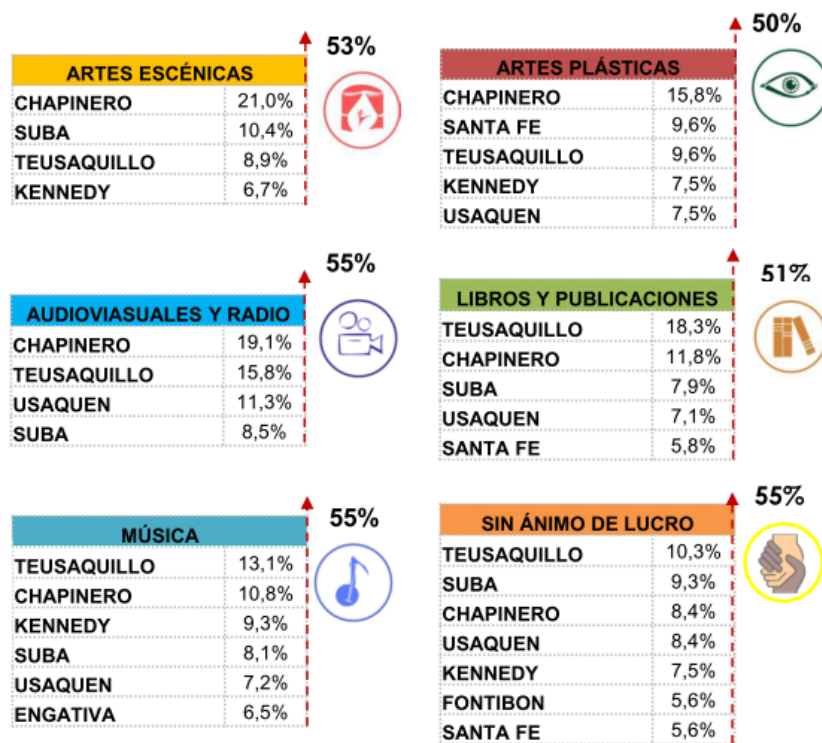 53%
ARTES ESCÉNICAS
CHAPINERO 21,0%
SUBA 10,4%
TEUSAQUILLO 8,9%
KENNEDY 6,7%
50%
ARTES PLÁSTICAS
CHAPINERO 15,8%
SANTA FE 9,6%
TEUSAQUILLO 9,6%
KENNEDY 7,5%
USAQUEN 7,5%
55%
AUDIOVIASUALES Y RADIO
CHAPINERO 19,1%
TEUSAQUILLO 15,8%
USAQUEN 11,3%
SUBA 8,5%
51%
LIBROS Y PUBLICACIONES
TEUSAQUILLO 18,3%
CHAPINERO 11,8%
SUBA 7,9%
USAQUEN 7,1%
SANTA FE 5,8%
55%
MÚSICA
TEUSAQUILLO 13,1%
CHAPINERO 10,8%
KENNEDY 9,3%
SUBA 8,1%
USAQUEN 7,2%
ENGATIVA 6,5%
55%
SIN ÁNIMO DE LUCRO
TEUSAQUILLO 10,3%
SUBA 9,3%
CHAPINERO 8,4%
USAQUEN 8,4%
KENNEDY 7,5%
FONTIBON 5,6%
SANTA FE 5,6%